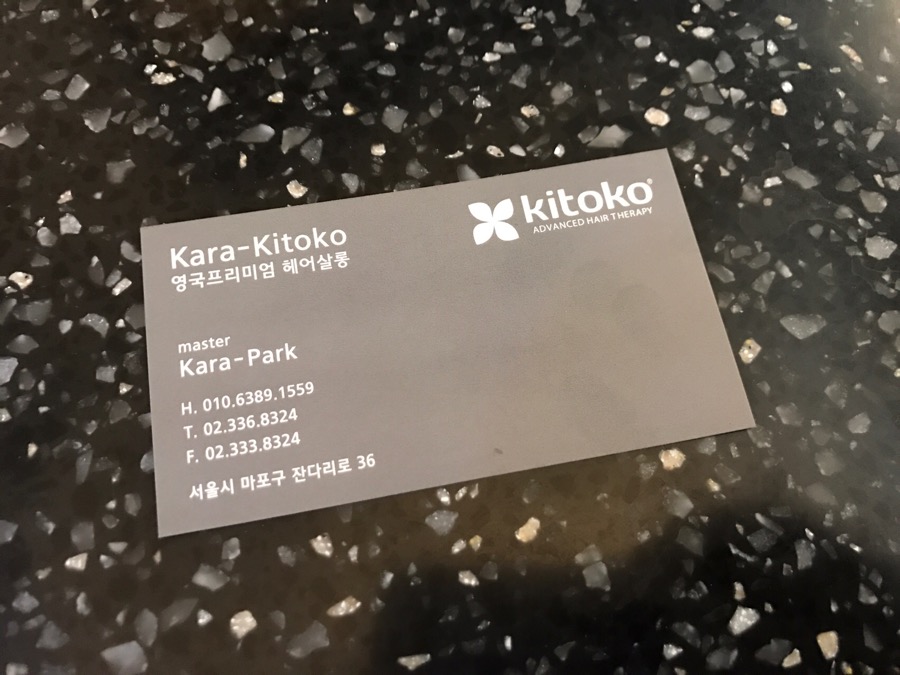 Kara-Kitoko
영국프리미엄 헤어살롱
kitoko®
ADVANCED HAIR THERAPY
master
Kara-Park
H. 010.6389.1559
T. 02.336.8324
F. 02.333.8324
서울시 마포구 잔다리로 36